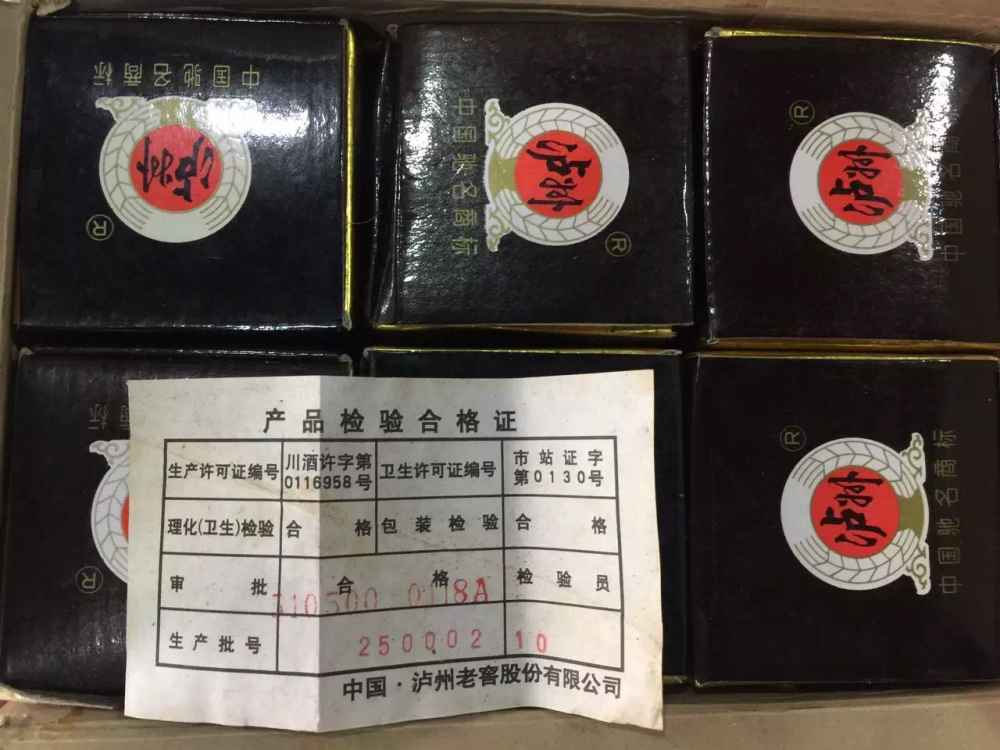 中国驰名商标
泸州
®
中国驰名商标
泸州
®
®
泸州
中国驰名商标
商标
®
®
泸州
中国驰名商标
产品检验合格证
生产许可证编号 川酒许字第0116958号 卫生许可证编号 市站证字第0130号
理化(卫生)检验 合格 包装检验 合格
审批 合格 检验员
310500 0118A
生产批号 250002 10
中国·泸州老窖股份有限公司